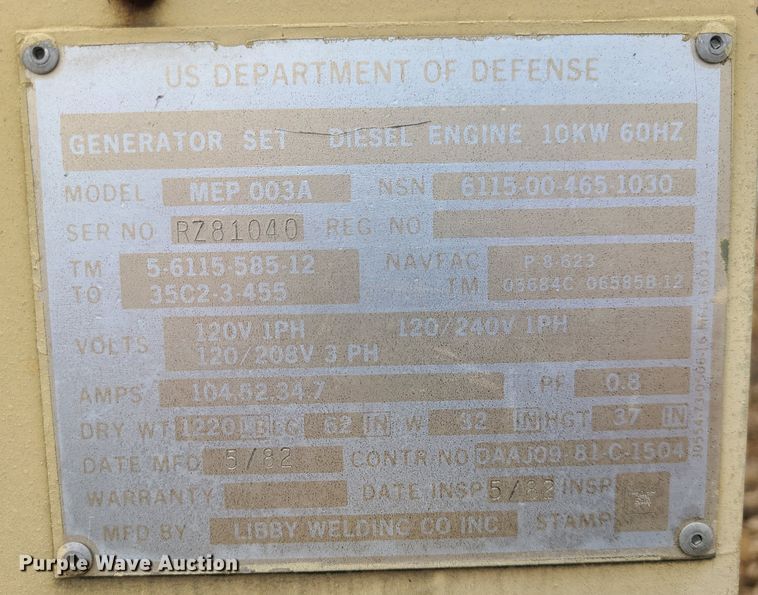 US DEPARTMENT OF DEFENSE
GENERATOR SET DIESEL ENGINE 10KW 60HZ
MODEL MEP 003A NSN 6115-00-465-1030
SER NO RZ81040 REG NO
TM 5-6115-585-12 NAVFAC P-8-623
TO 35C2-3-455 TM 05684C 06585B-12
VOLTS 120V 1PH 120/240V 1PH
120/208V 3 PH
AMPS 104,52,34.7 PF 0.8
DRY WT 1220 LB LG 62 IN W 32 IN HGT 37 IN
DATE MFD 5/82 CONTR NO DAAJ09-81-C-1504
WARRANTY DATE INSP 5/82 INSP
MFD BY LIBBY WELDING CO INC STAMP
Purple Wave Auction